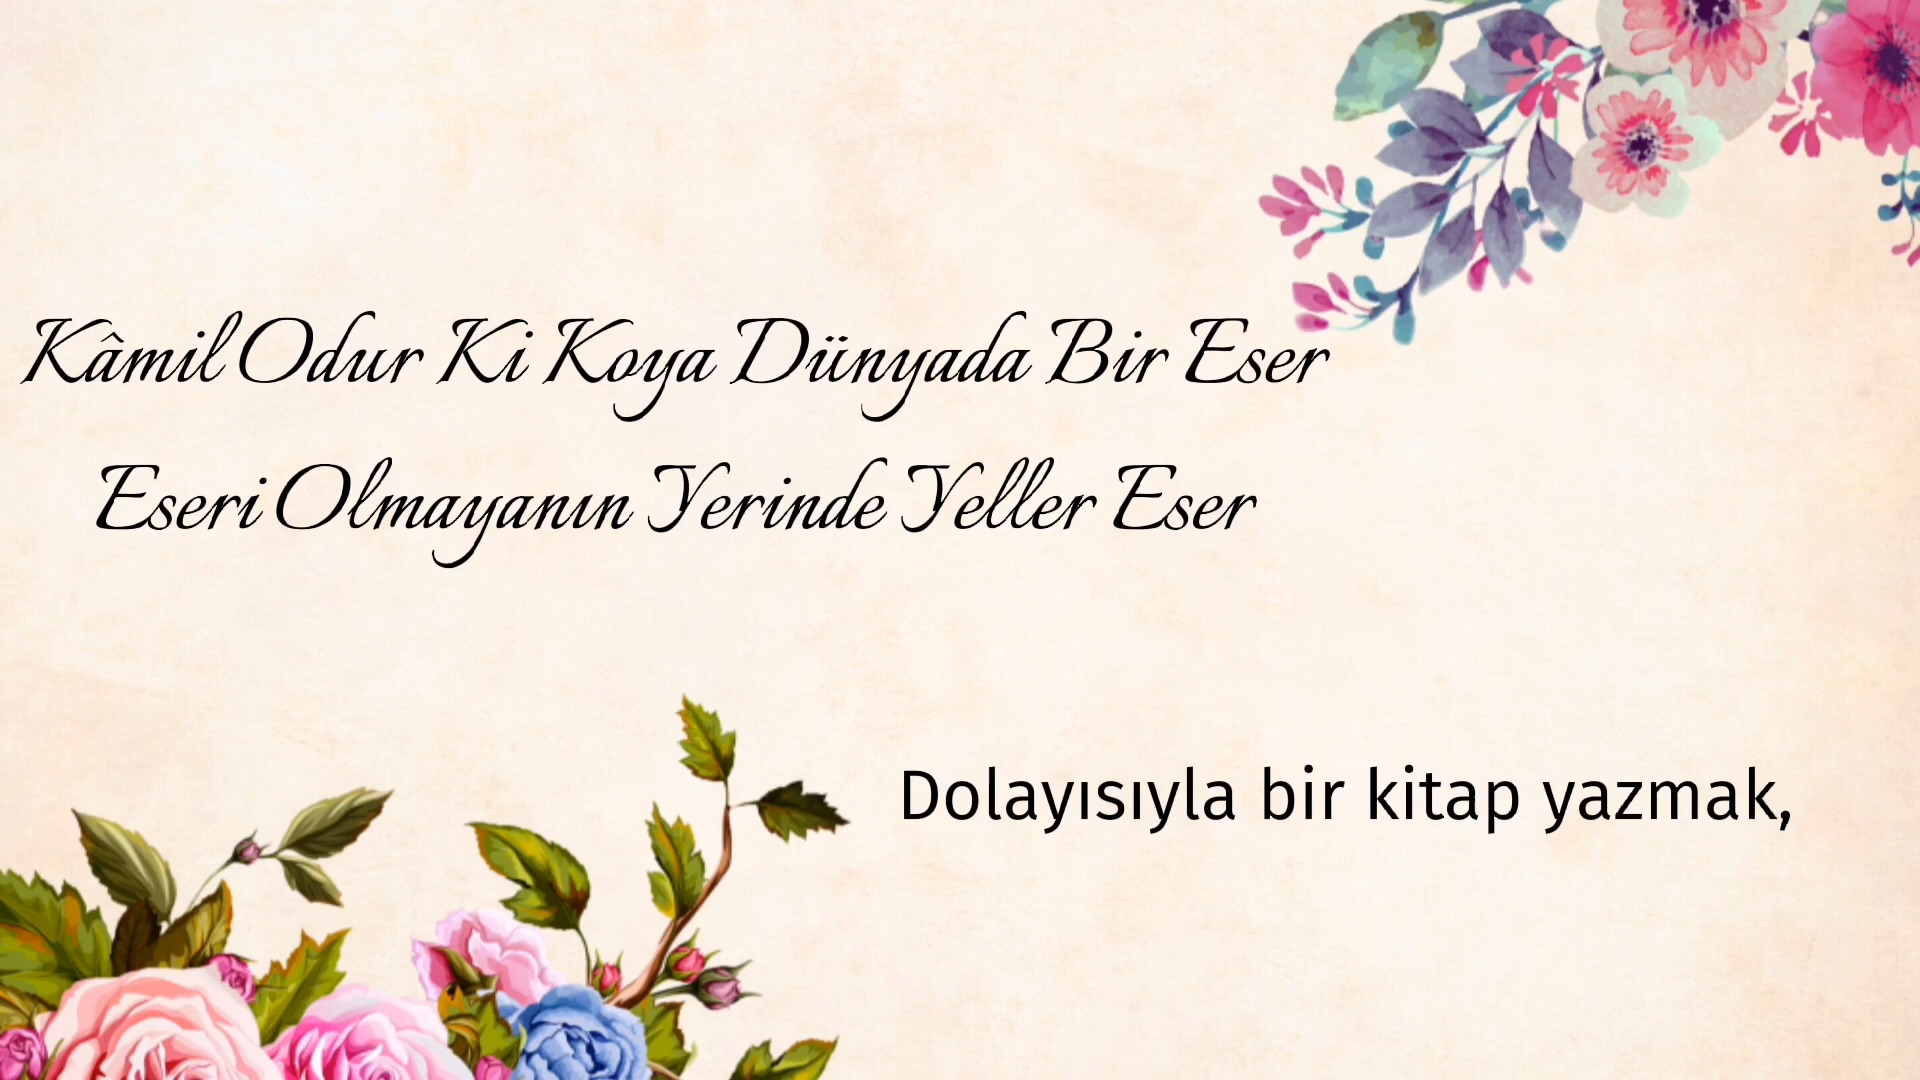 Kâmil Odur Ki Koya Dünyada Bir Eser
Eseri Olmayanın Yerinde Yeller Eser
Dolayısıyla bir kitap yazmak,